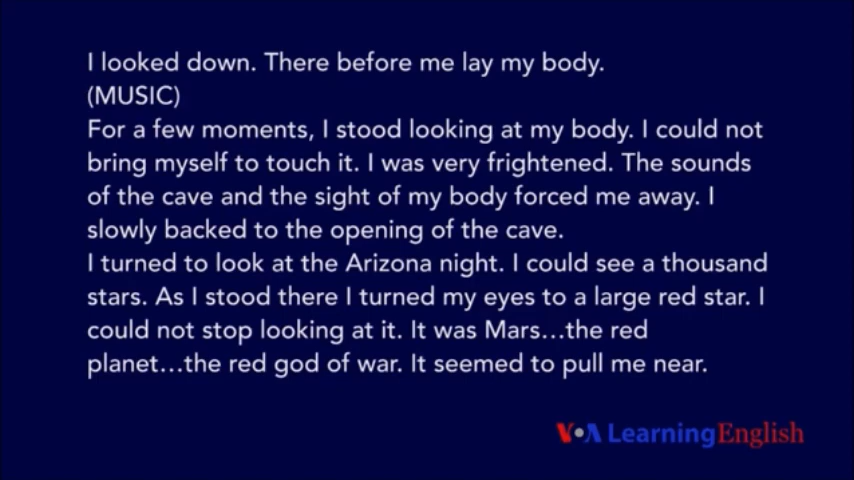 I looked down. There before me lay my body.
(MUSIC)
For a few moments, I stood looking at my body. I could not
bring myself to touch it. I was very frightened. The sounds
of the cave and the sight of my body forced me away. I
slowly backed to the opening of the cave.
I turned to look at the Arizona night. I could see a thousand
stars. As I stood there I turned my eyes to a large red star. I
could not stop looking at it. It was Mars…the red
planet…the red god of war. It seemed to pull me near.
VOA LearningEnglish